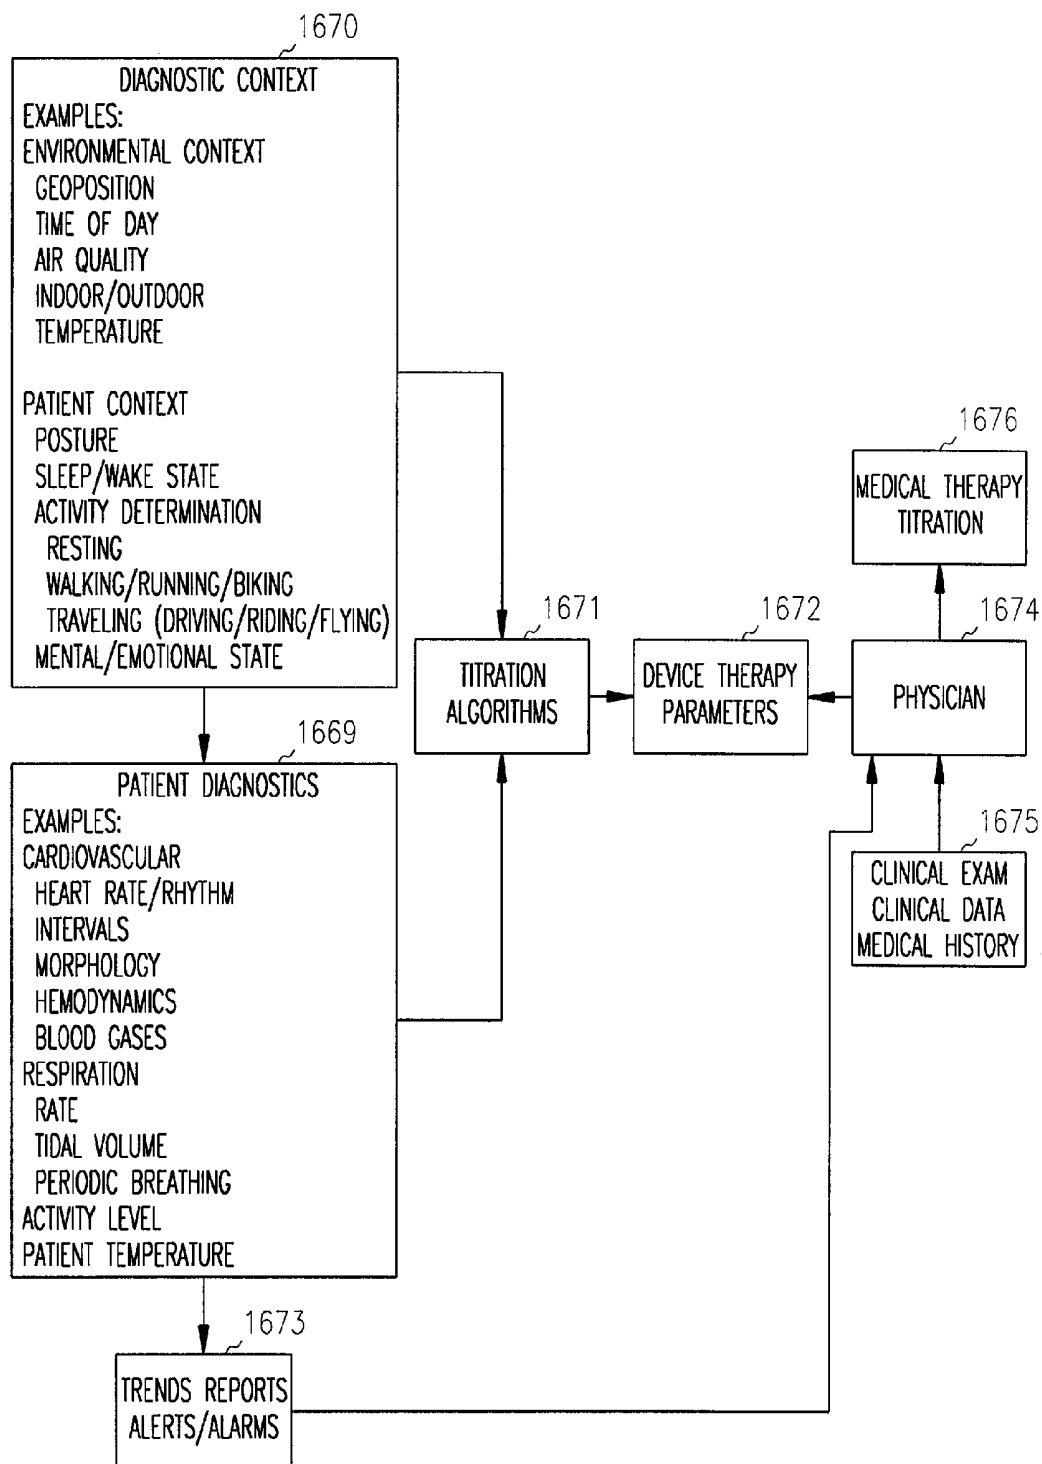 1670
DIAGNOSTIC CONTEXT
EXAMPLES:
ENVIRONMENTAL CONTEXT
GEOPOSITION
TIME OF DAY
AIR QUALITY
INDOOR/OUTDOOR
TEMPERATURE
PATIENT CONTEXT
POSTURE
SLEEP/WAKE STATE
ACTIVITY DETERMINATION
RESTING
WALKING/RUNNING/BIKING
TRAVELING (DRIVING/RIDING/FLYING)
MENTAL/EMOTIONAL STATE
1669
PATIENT DIAGNOSTICS
EXAMPLES:
CARDIOVASCULAR
HEART RATE/RHYTHM
INTERVALS
MORPHOLOGY
HEMODYNAMICS
BLOOD GASES
RESPIRATION
RATE
TIDAL VOLUME
PERIODIC BREATHING
ACTIVITY LEVEL
PATIENT TEMPERATURE
1673
TRENDS REPORTS
ALERTS/ALARMS
1671
TITRATION
ALGORITHMS
1672
DEVICE THERAPY
PARAMETERS
1676
MEDICAL THERAPY
TITRATION
1674
PHYSICIAN
1675
CLINICAL EXAM
CLINICAL DATA
MEDICAL HISTORY